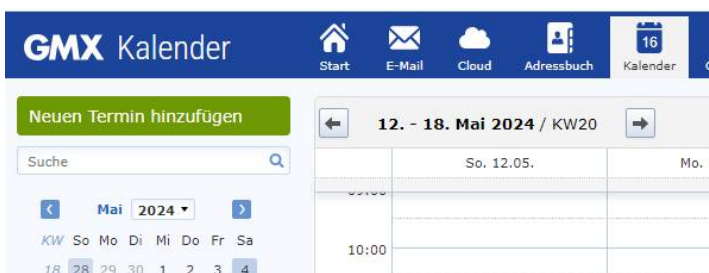 GMX Kalender
Start
E-Mail
Cloud
Adressbuch
16
Kalender
Neuen Termin hinzufügen
Suche
12. - 18. Mai 2024 / KW20
So. 12.05.
Mo.
Mai 2024
KW So Mo Di Mi Do Fr Sa
18 28 29 30 1 2 3 4
10:00